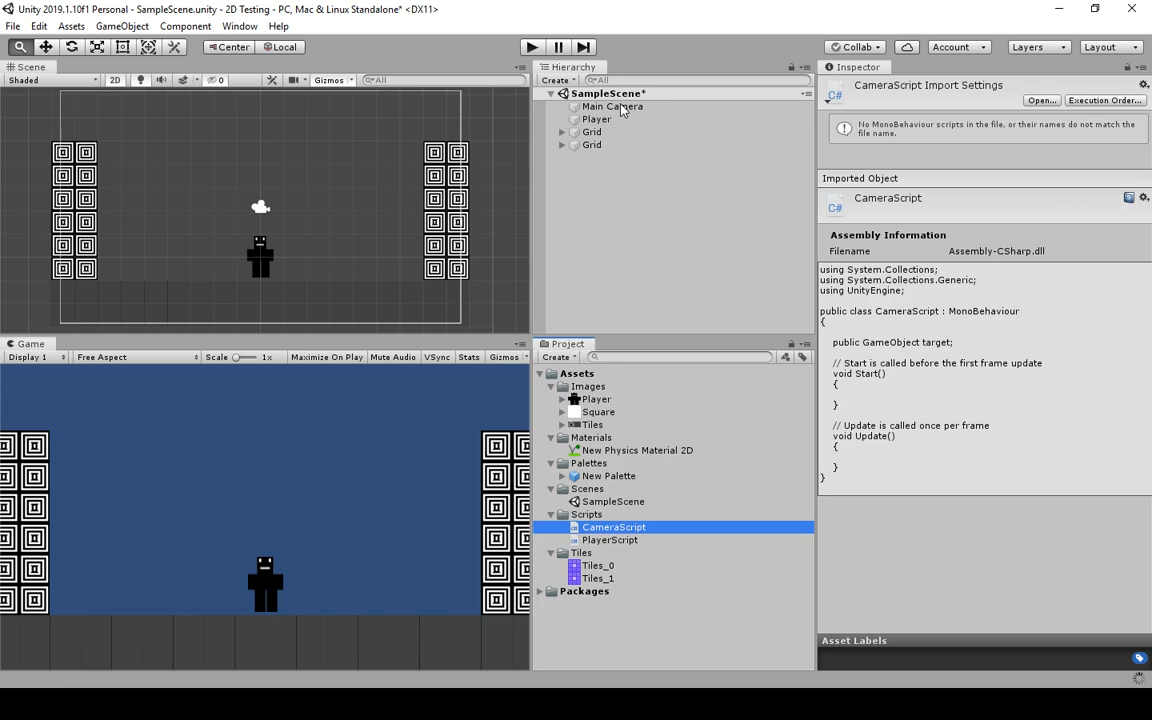 Unity 2019.1.10f1 Personal - SampleScene.unity - 2D Testing - PC, Mac & Linux Standalone* <DX11>
File Edit Assets GameObject Component Window Help
Center Local Collab Account Layers Layout
Scene
Shaded 2D 0 Gizmos All
Hierarchy
Create All
SampleScene*
Main Camera
Player
Grid
Grid
Game
Display 1 Free Aspect Scale 1x Maximize On Play Mute Audio VSync Stats Gizmos
Project
Create
Assets
Images
Player
Square
Tiles
Materials
New Physics Material 2D
Palettes
New Palette
Scenes
SampleScene
Scripts
CameraScript
PlayerScript
Tiles
Tiles_0
Tiles_1
Packages
Inspector
C# CameraScript Import Settings
Open... Execution Order...
No MonoBehaviour scripts in the file, or their names do not match the
file name.
Imported Object
C# CameraScript
Assembly Information
Filename Assembly-CSharp.dll
using System.Collections;
using System.Collections.Generic;
using UnityEngine;
public class CameraScript : MonoBehaviour
{
public GameObject target;
// Start is called before the first frame update
void Start()
{
}
// Update is called once per frame
void Update()
{
}
}
Asset Labels